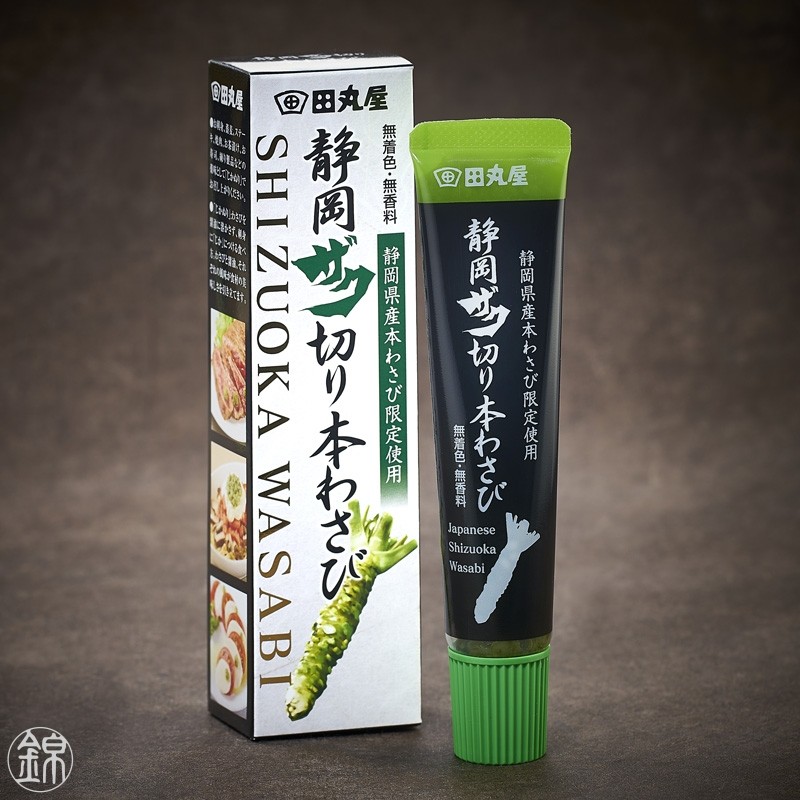 田丸屋
SHIZUOKA WASABI
田丸屋
無着色・無香料
静岡ザク切り本わさび
静岡県産本わさび限定使用
田丸屋
静岡県産本わさび限定使用
静岡ザク切り本わさび
無着色・無香料
Japanese
Shizuoka
Wasabi
錦